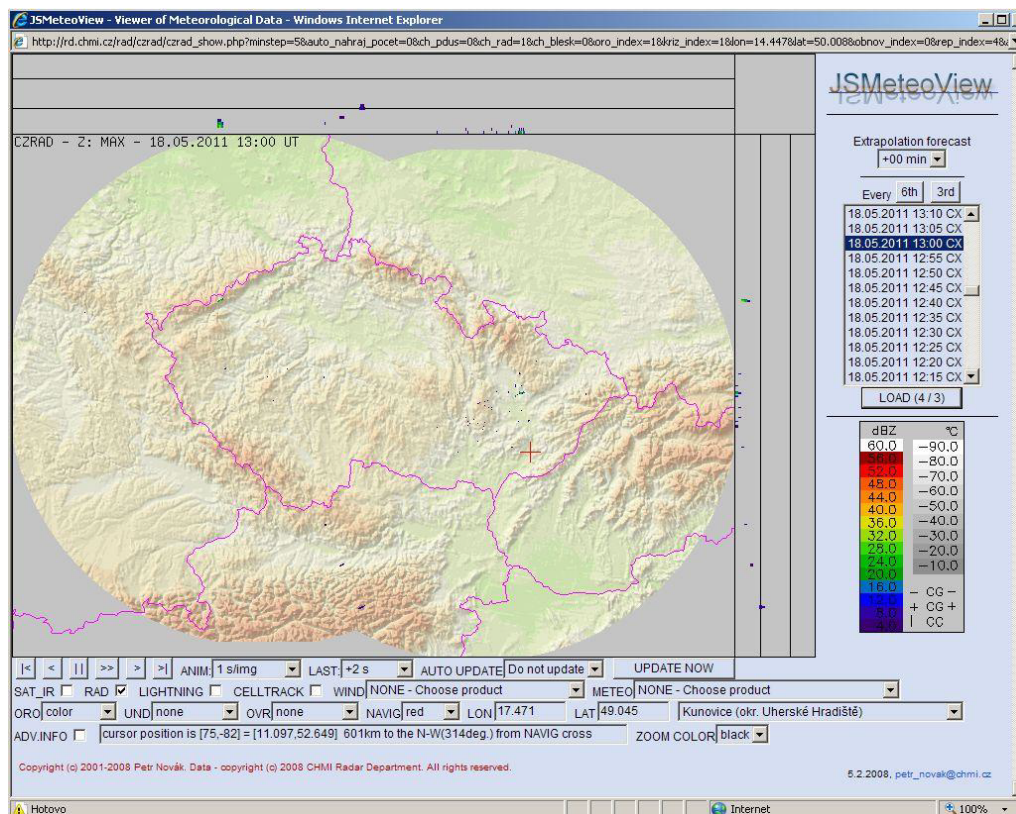 JSMeteoView - Viewer of Meteorological Data - Windows Internet Explorer
http://rd.chmi.cz/rad/czrad/czrad_show.php?minstep=5&auto_nahraj_pocet=0&ch_pdus=0&ch_rad=1&ch_blesk=0&oro_index=1&kriz_index=1&lon=14.447&lat=50.008&obnov_index=0&rep_index=4&
JSMeteoView
CZRAD - Z: MAX - 18.05.2011 13:00 UT
Extrapolation forecast
+00 min
Every 6th 3rd
18.05.2011 13:10 CX
18.05.2011 13:05 CX
18.05.2011 13:00 CX
18.05.2011 12:55 CX
18.05.2011 12:50 CX
18.05.2011 12:45 CX
18.05.2011 12:40 CX
18.05.2011 12:35 CX
18.05.2011 12:30 CX
18.05.2011 12:25 CX
18.05.2011 12:20 CX
18.05.2011 12:15 CX
LOAD (4 / 3)
dBZ °C
60.0 -90.0
56.0 -80.0
52.0 -70.0
48.0 -60.0
44.0 -50.0
40.0 -40.0
36.0 -30.0
32.0 -20.0
28.0 -10.0
24.0
20.0
16.0 - CG -
12.0 + CG +
8.0 | CC
4.0
|< < || >> > >| ANIM: 1 s/img LAST: +2 s AUTO UPDATE Do not update UPDATE NOW
SAT_IR RAD LIGHTNING CELLTRACK WIND NONE - Choose product METEO NONE - Choose product
ORO color UND none OVR none NAVIG red LON 17.471 LAT 49.045 Kunovice (okr. Uherské Hradiště)
ADV.INFO cursor position is [75,-82] = [11.097,52.649] 601km to the N-W(314deg.) from NAVIG cross ZOOM COLOR black
Copyright (c) 2001-2008 Petr Novák. Data - copyright (c) 2008 CHMI Radar Department. All rights reserved.
5.2.2008, petr_novak@chmi.cz
Hotovo Internet 100%